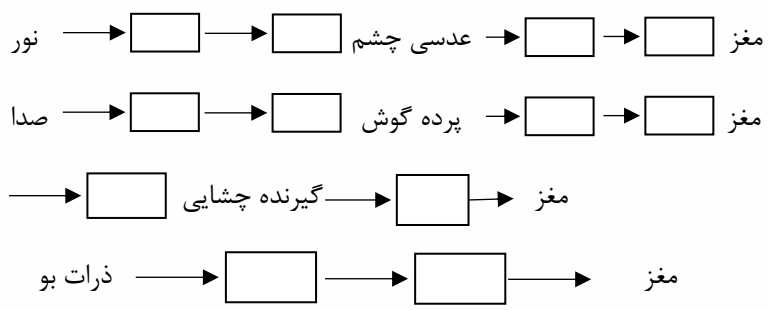 نور عدسی چشم مغز
صدا پرده گوش مغز
گیرنده چشایی مغز
ذرات بو مغز